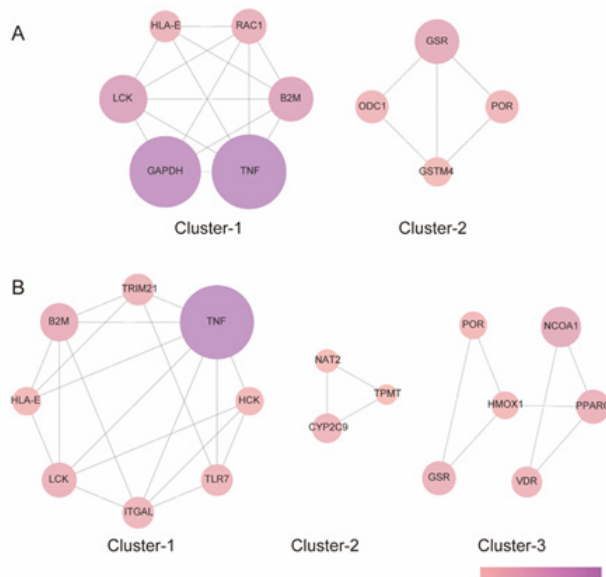 A
HLA-E
RAC1
LCK
B2M
GAPDH
TNF
Cluster-1
GSR
ODC1
POR
GSTM4
Cluster-2
B
TRIM21
B2M
TNF
HLA-E
HCK
LCK
TLR7
ITGAL
Cluster-1
NAT2
TPMT
CYP2C9
Cluster-2
POR
NCOA1
HMOX1
PPARG
GSR
VDR
Cluster-3